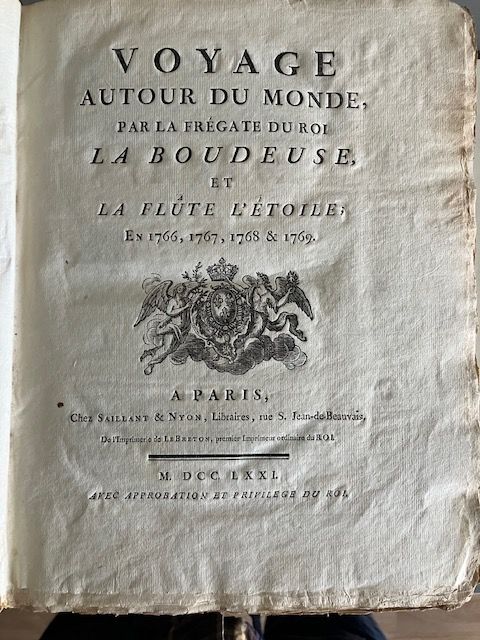 VOYAGE
AUTOUR DU MONDE,
PAR LA FRÉGATE DU ROI
LA BOUDEUSE,
ET
LA FLÛTE L'ÉTOILE;
EN 1766, 1767, 1768 & 1769.
A PARIS,
Chez SAILLANT & NYON, Libraires, rue S. Jean-de-Beauvais,
De l'Imprimerie de LE BRETON, premier Imprimeur ordinaire du ROI.
M. DCC. LXXI.
AVEC APPROBATION ET PRIVILEGE DU ROI.